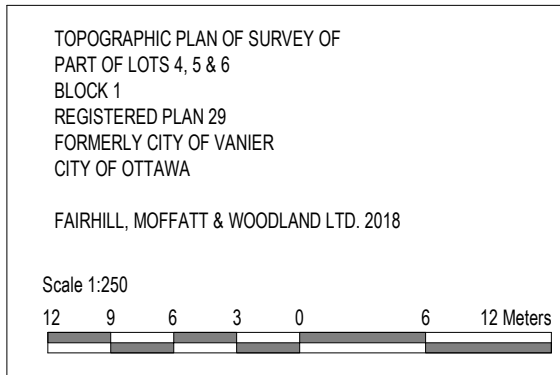 TOPOGRAPHIC PLAN OF SURVEY OF
PART OF LOTS 4, 5 & 6
BLOCK 1
REGISTERED PLAN 29
FORMERLY CITY OF VANIER
CITY OF OTTAWA
FAIRHILL, MOFFATT & WOODLAND LTD. 2018
Scale 1:250
12 9 6 3 0 6 12 Meters